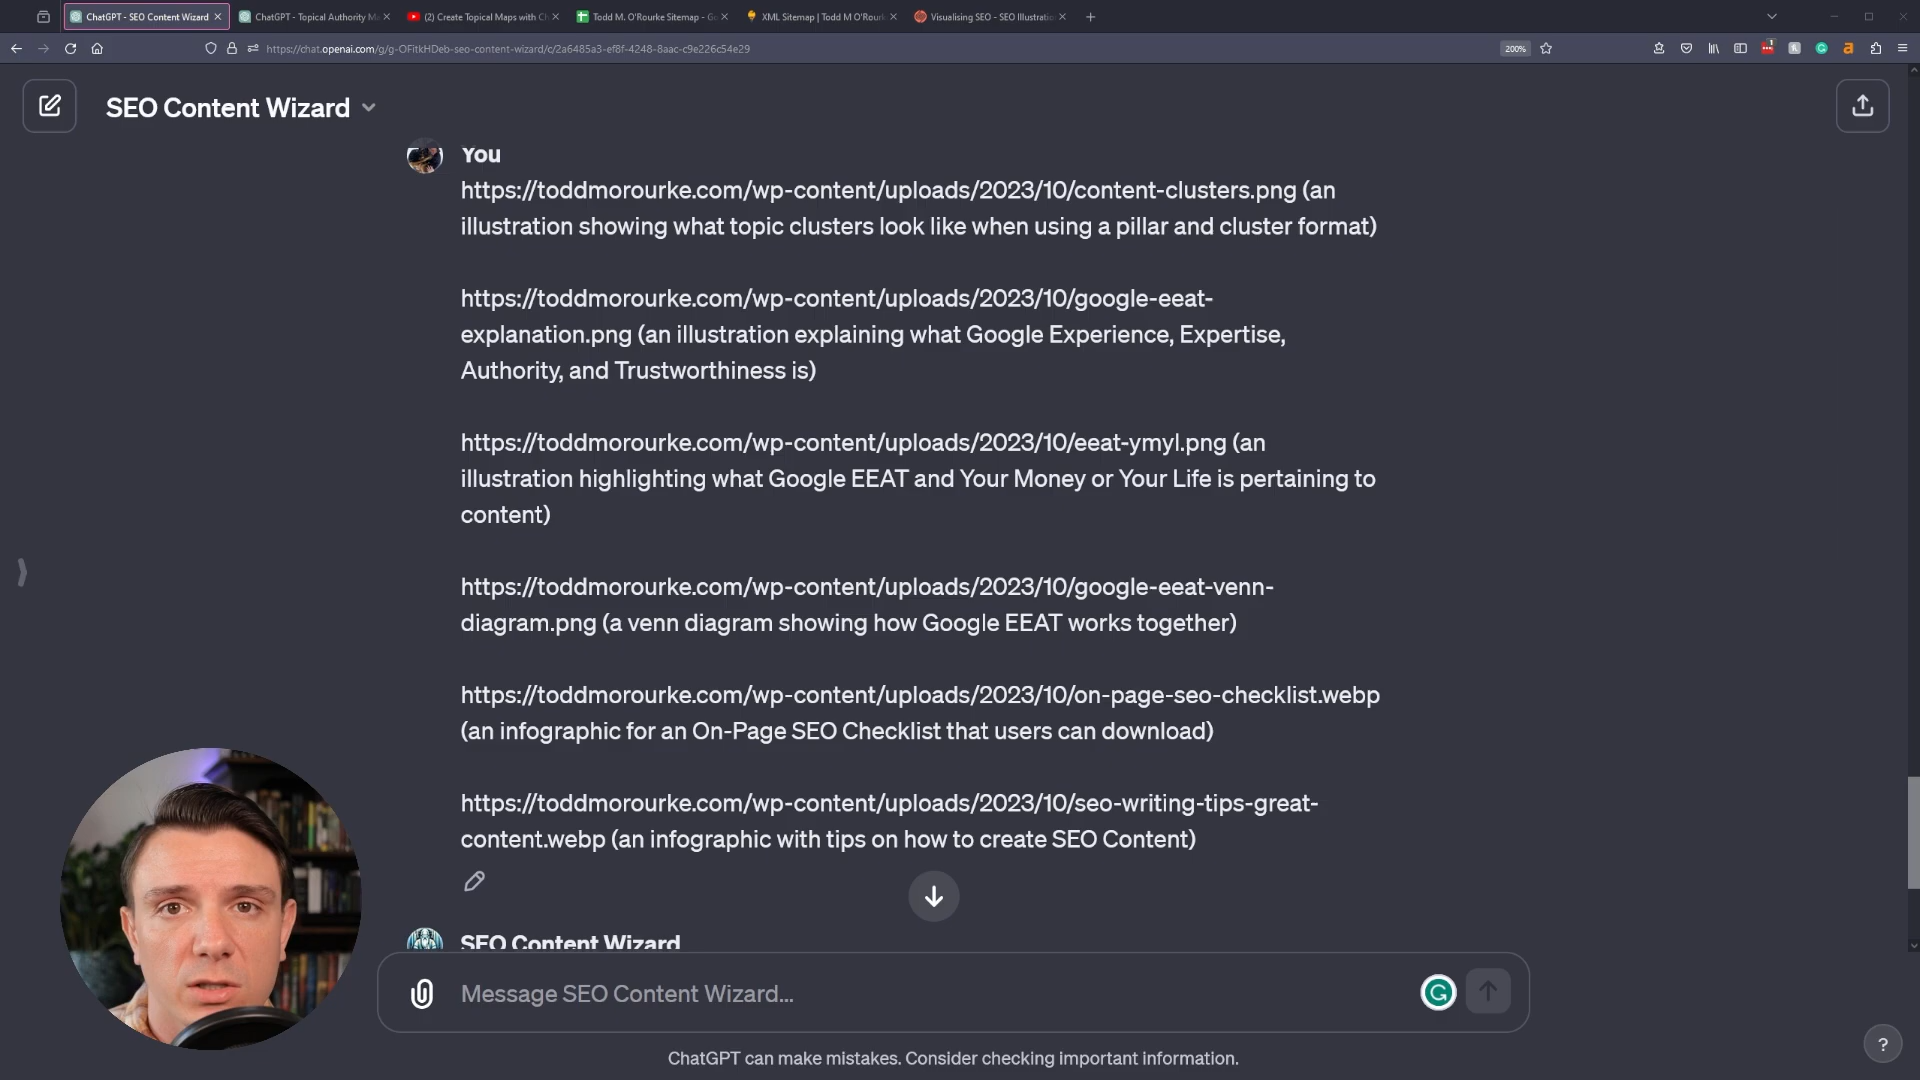 ChatGPT - SEO Content Wizard
ChatGPT - Topical Authority Ma
(2) Create Topical Maps with Ch
Todd M. O'Rourke Sitemap - Go
XML Sitemap | Todd M O'Rour
Visualising SEO - SEO Illustratio
https://chat.openai.com/g/g-OFitkHDeb-seo-content-wizard/c/2a6485a3-ef8f-4248-8aac-c9e226c54e29
200%
1
SEO Content Wizard
You
https://toddmorourke.com/wp-content/uploads/2023/10/content-clusters.png (an
illustration showing what topic clusters look like when using a pillar and cluster format)
https://toddmorourke.com/wp-content/uploads/2023/10/google-eeat-
explanation.png (an illustration explaining what Google Experience, Expertise,
Authority, and Trustworthiness is)
https://toddmorourke.com/wp-content/uploads/2023/10/eeat-ymyl.png (an
illustration highlighting what Google EEAT and Your Money or Your Life is pertaining to
content)
https://toddmorourke.com/wp-content/uploads/2023/10/google-eeat-venn-
diagram.png (a venn diagram showing how Google EEAT works together)
https://toddmorourke.com/wp-content/uploads/2023/10/on-page-seo-checklist.webp
(an infographic for an On-Page SEO Checklist that users can download)
https://toddmorourke.com/wp-content/uploads/2023/10/seo-writing-tips-great-
content.webp (an infographic with tips on how to create SEO Content)
SEO Content Wizard
Message SEO Content Wizard...
ChatGPT can make mistakes. Consider checking important information.
?